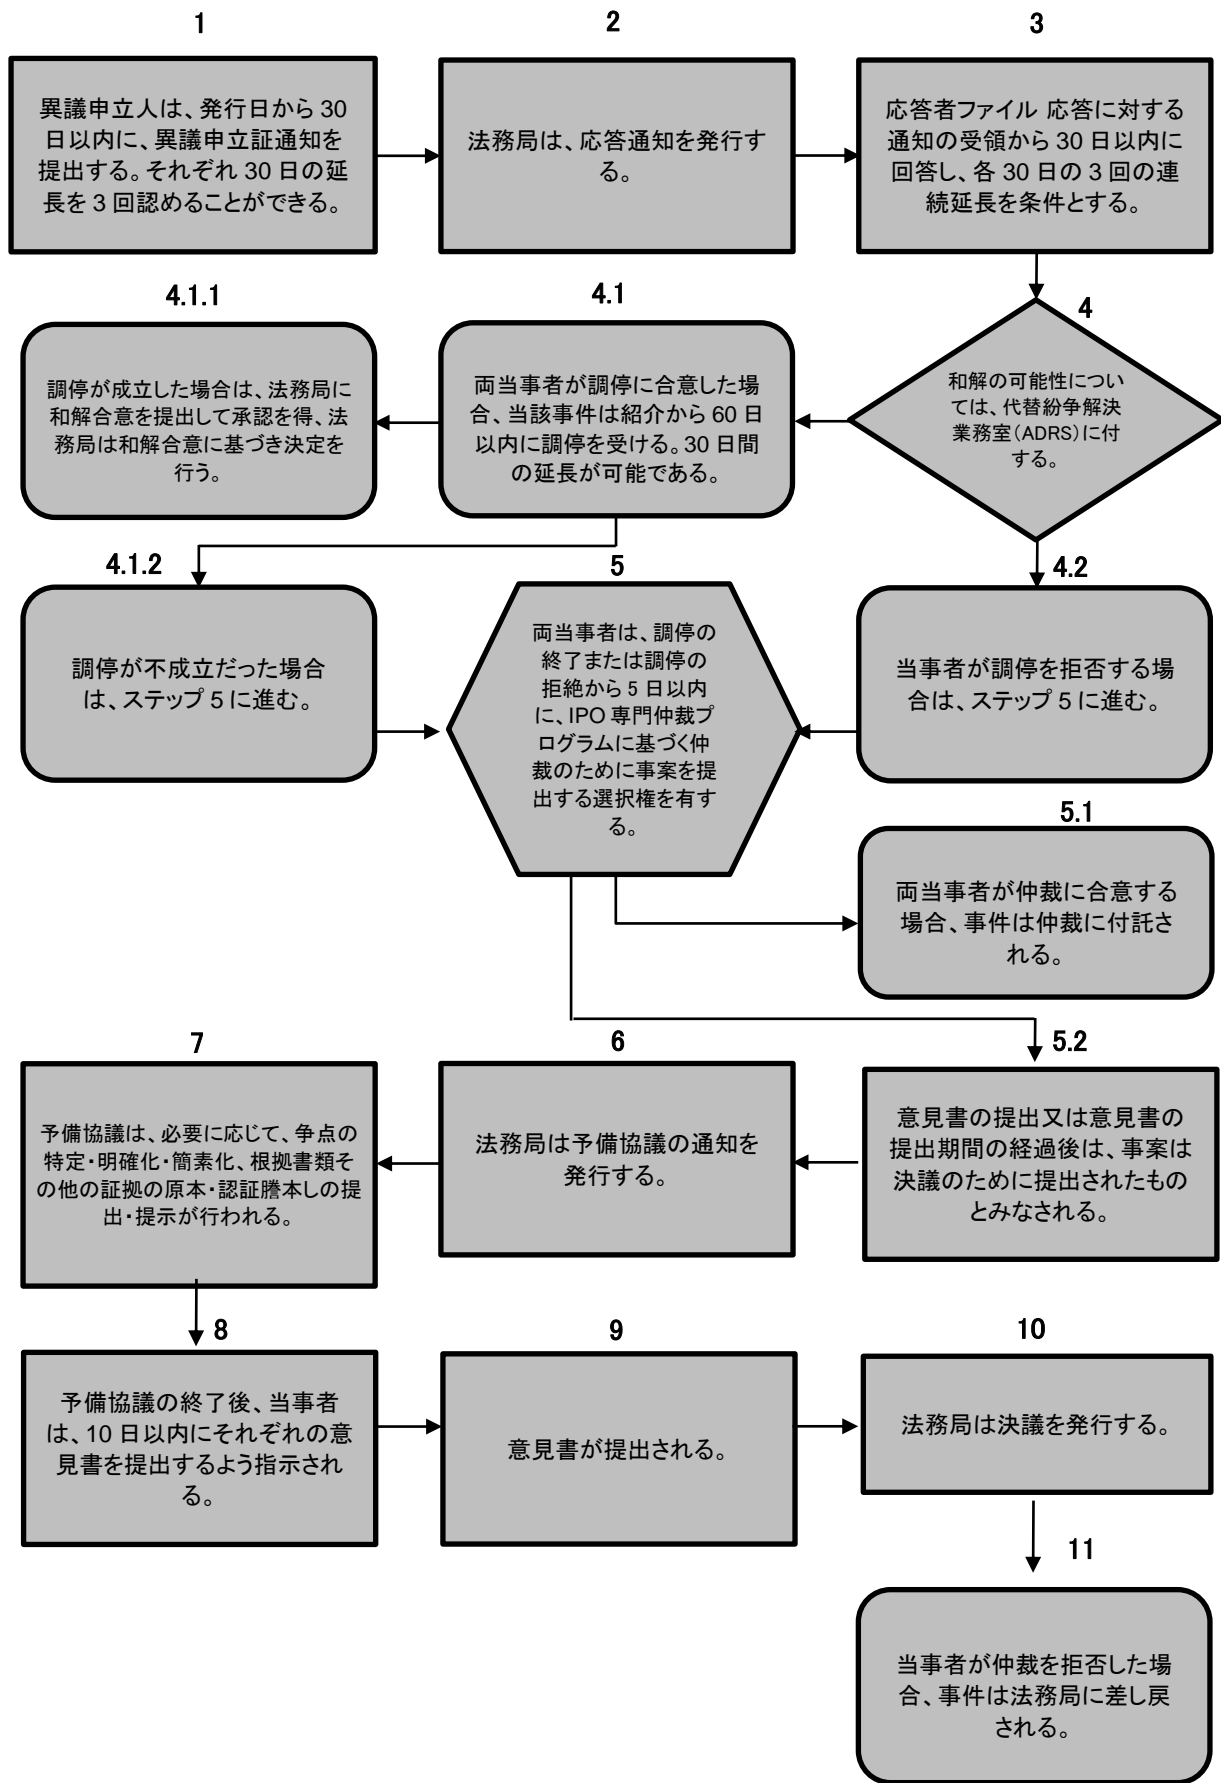 1
異議申立人は、発行日から 30
日以内に、異議申立証通知を
提出する。それぞれ 30 日の延
長を 3 回認めることができる。
2
法務局は、応答通知を発行す
る。
3
応答者ファイル 応答に対する
通知の受領から 30 日以内に
回答し、各 30 日の 3 回の連
続延長を条件とする。
4
和解の可能性につい
ては、代替紛争解決
業務室(ADRS)に付
する。
4.1
両当事者が調停に合意した場
合、当該事件は紹介から 60 日
以内に調停を受ける。30 日間
の延長が可能である。
4.1.1
調停が成立した場合は、法務局に
和解合意を提出して承認を得、法
務局は和解合意に基づき決定を
行う。
4.1.2
調停が不成立だった場合
は、ステップ 5 に進む。
5
両当事者は、調停の
終了または調停の
拒絶から 5 日以内
に、IPO 専門仲裁プ
ログラムに基づく仲
裁のために事案を提
出する選択権を有す
る。
4.2
当事者が調停を拒否する場
合は、ステップ 5 に進む。
5.1
両当事者が仲裁に合意する
場合、事件は仲裁に付託さ
れる。
5.2
意見書の提出又は意見書の
提出期間の経過後は、事案は
決議のために提出されたもの
とみなされる。
6
法務局は予備協議の通知を
発行する。
7
予備協議は、必要に応じて、争点の
特定・明確化・簡素化、根拠書類そ
の他の証拠の原本・認証謄本しの提
出・提示が行われる。
8
予備協議の終了後、当事者
は、10 日以内にそれぞれの意
見書を提出するよう指示され
る。
9
意見書が提出される。
10
法務局は決議を発行する。
11
当事者が仲裁を拒否した場
合、事件は法務局に差し戻
される。